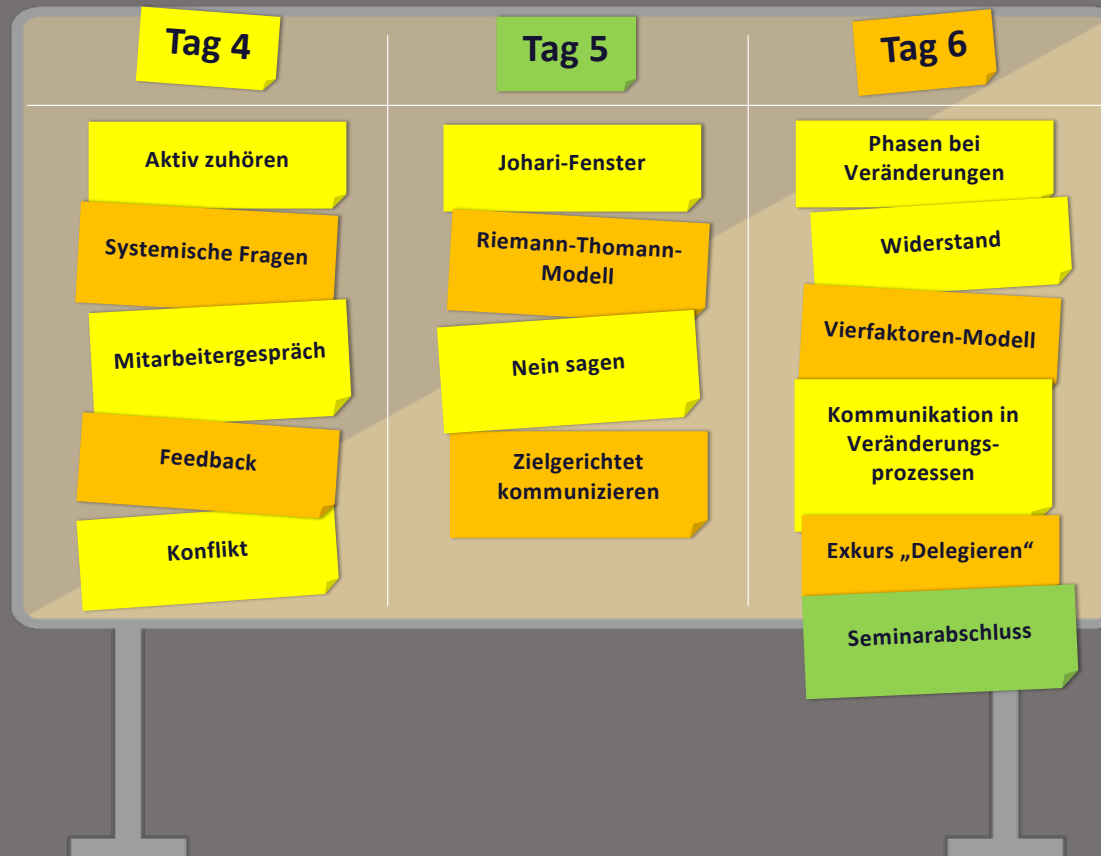 Tag 4
Aktiv zuhören
Systemische Fragen
Mitarbeitergespräch
Feedback
Konflikt
Tag 5
Johari-Fenster
Riemann-Thomann-
Modell
Nein sagen
Zielgerichtet
kommunizieren
Tag 6
Phasen bei
Veränderungen
Widerstand
Vierfaktoren-Modell
Kommunikation in
Veränderungs-
prozessen
Exkurs „Delegieren“
Seminarabschluss